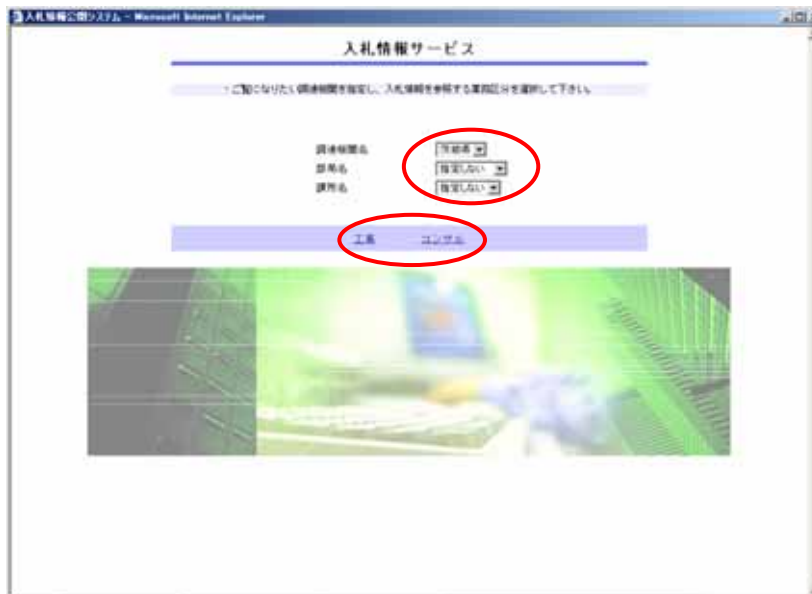 入札情報公開システム - Microsoft Internet Explorer
入札情報サービス
・ご覧になりたい調達機関を指定し、入札情報を参照する業務区分を選択して下さい。
調達機関名 茨城県
部局名 指定しない
課所名 指定しない
工事 コンサル